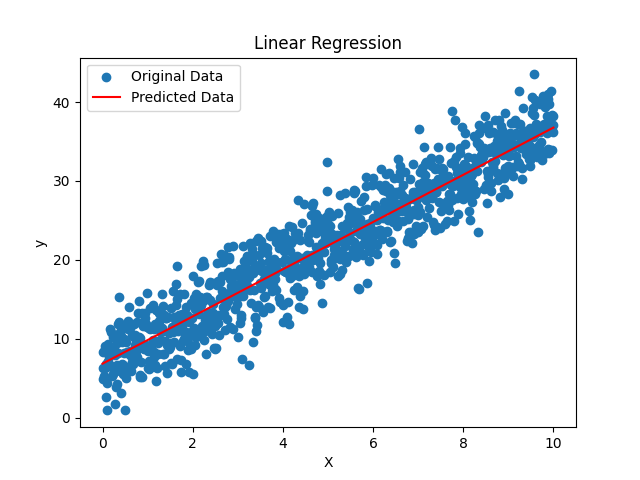 Linear Regression
Original Data
Predicted Data
40
30
20
10
0
y
0 2 4 6 8 10
X